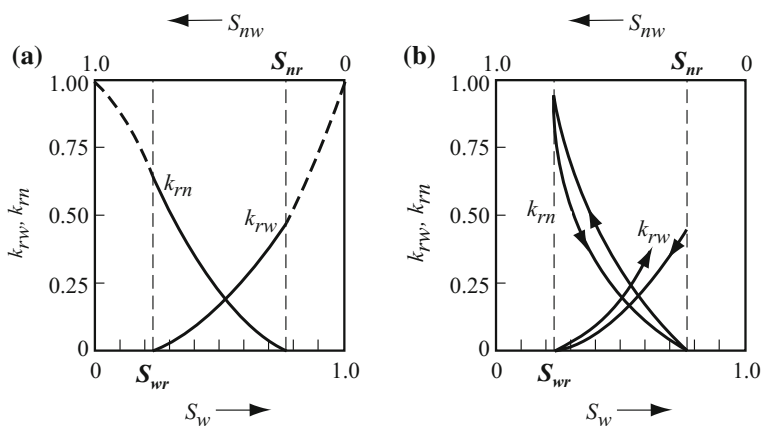 S_nw
(a)
1.0
S_nr
0
1.00
0.75
0.50
0.25
0
k_rw, k_rn
k_rn
k_rw
0
S_wr
1.0
S_w
S_nw
(b)
1.0
S_nr
0
1.00
0.75
0.50
0.25
0
k_rw, k_rn
k_rn
k_rw
0
S_wr
1.0
S_w